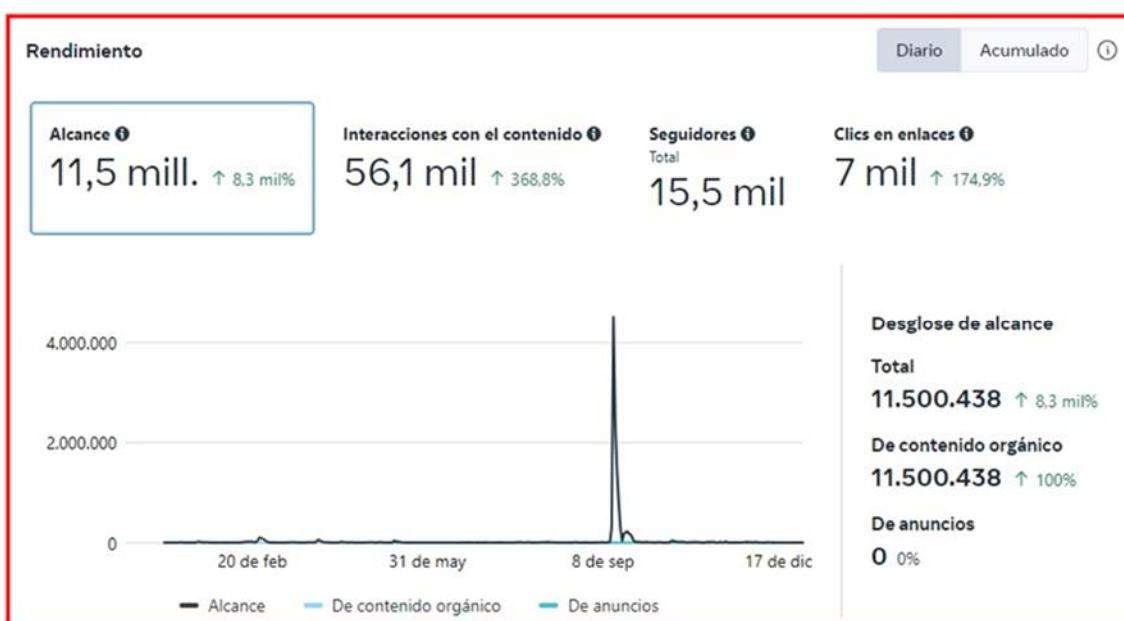 Rendimiento
Diario Acumulado
Alcance
11,5 mill. ↑ 8,3 mil%
Interacciones con el contenido
56,1 mil ↑ 368,8%
Seguidores
Total
15,5 mil
Clics en enlaces
7 mil ↑ 174,9%
4.000.000
2.000.000
0
20 de feb 31 de may 8 de sep 17 de dic
Alcance De contenido orgánico De anuncios
Desglose de alcance
Total
11.500.438 ↑ 8,3 mil%
De contenido orgánico
11.500.438 ↑ 100%
De anuncios
0 0%